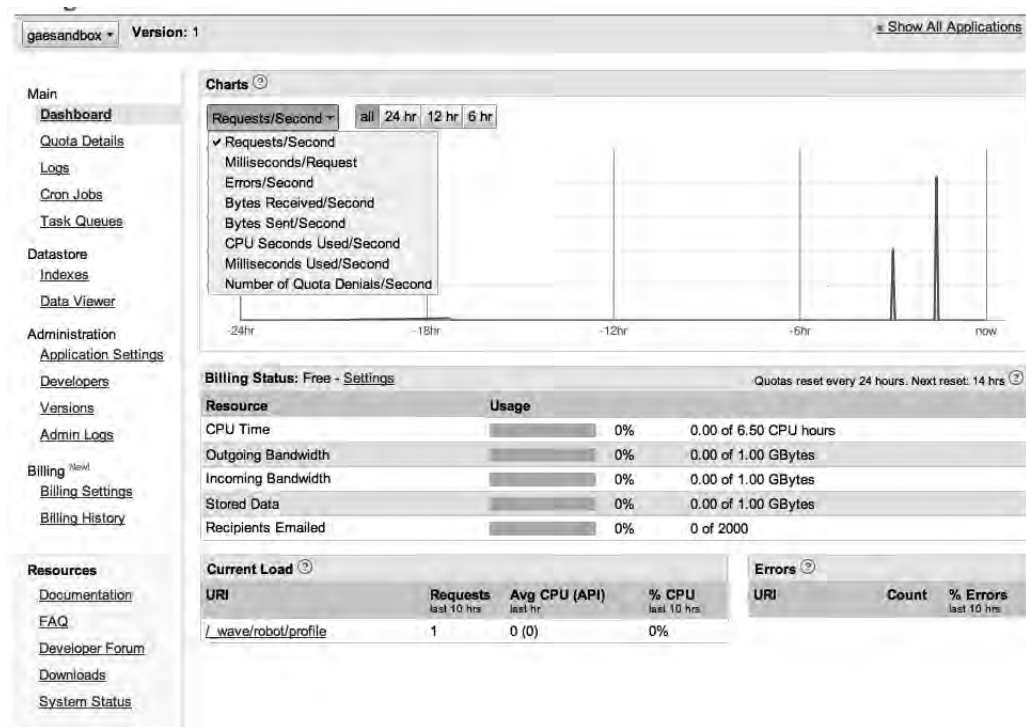 gaesandbox
Version: 1
« Show All Applications
Main
Dashboard
Quota Details
Logs
Cron Jobs
Task Queues
Datastore
Indexes
Data Viewer
Administration
Application Settings
Developers
Versions
Admin Logs
Billing New!
Billing Settings
Billing History
Resources
Documentation
FAQ
Developer Forum
Downloads
System Status
Charts ?
Requests/Second
all 24 hr 12 hr 6 hr
✓ Requests/Second
Milliseconds/Request
Errors/Second
Bytes Received/Second
Bytes Sent/Second
CPU Seconds Used/Second
Milliseconds Used/Second
Number of Quota Denials/Second
-24hr -18hr -12hr -6hr now
Billing Status: Free - Settings
Quotas reset every 24 hours. Next reset: 14 hrs ?
Resource Usage
CPU Time 0% 0.00 of 6.50 CPU hours
Outgoing Bandwidth 0% 0.00 of 1.00 GBytes
Incoming Bandwidth 0% 0.00 of 1.00 GBytes
Stored Data 0% 0.00 of 1.00 GBytes
Recipients Emailed 0% 0 of 2000
Current Load ?
URI Requests last 10 hrs Avg CPU (API) last hr % CPU last 10 hrs
/_wave/robot/profile 1 0 (0) 0%
Errors ?
URI Count % Errors last 10 hrs